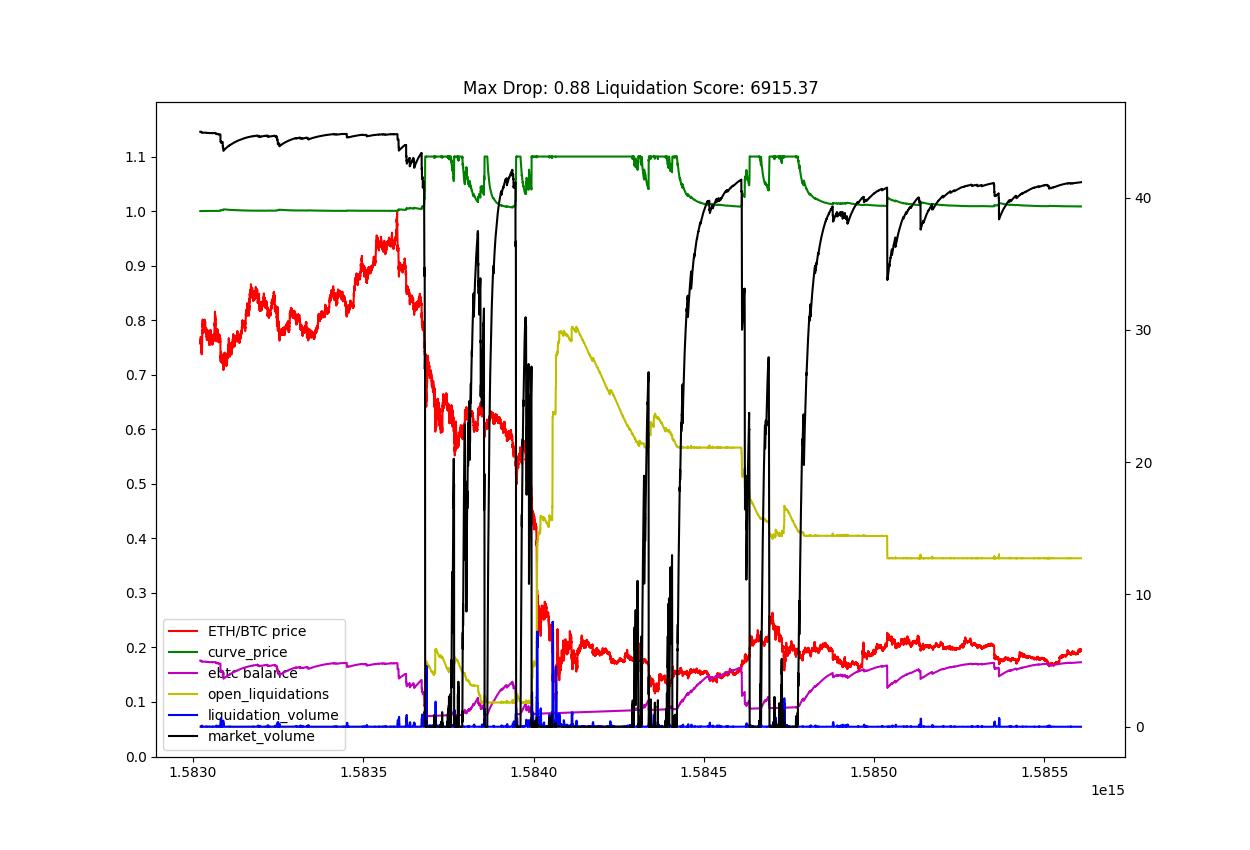 Max Drop: 0.88 Liquidation Score: 6915.37
1.1
1.0
0.9
0.8
0.7
0.6
0.5
0.4
0.3
0.2
0.1
0.0
40
30
20
10
0
ETH/BTC price
curve_price
ebtc balance
open_liquidations
liquidation_volume
market_volume
1.5830
1.5835
1.5840
1.5845
1.5850
1.5855
1e15